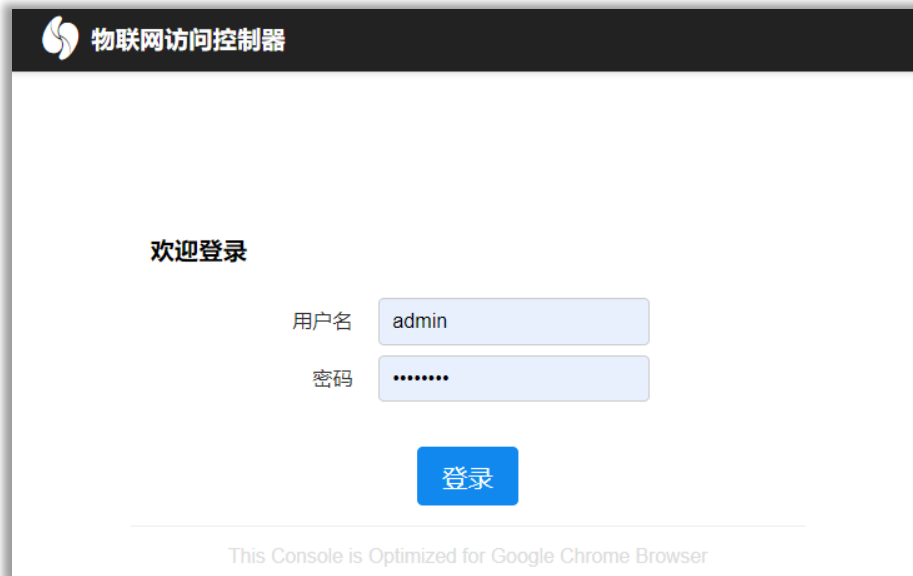 物联网访问控制器
欢迎登录
用户名 admin
密码 ••••••••
登录
This Console is Optimized for Google Chrome Browser